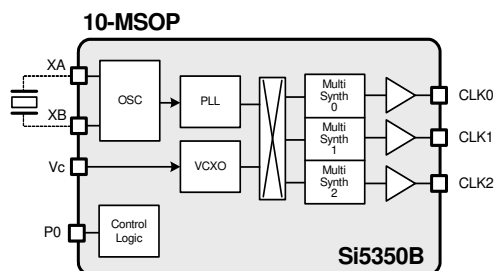 10-MSOP
XA
XB
Vc
P0
OSC
PLL
VCXO
Control
Logic
Multi
Synth
0
Multi
Synth
1
Multi
Synth
2
CLK0
CLK1
CLK2
Si5350B